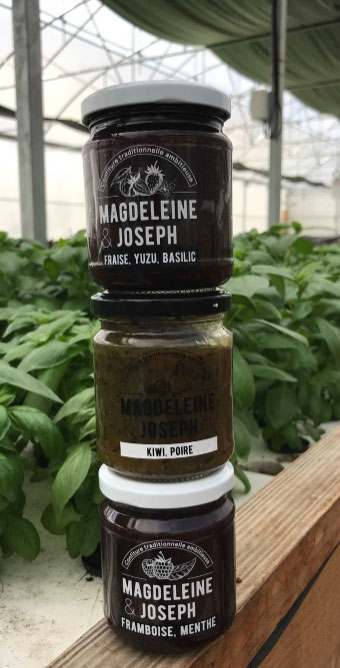 Confiture traditionnelle ambitieuse
MAGDELEINE
& JOSEPH
FRAISE, YUZU, BASILIC
MAGDELEINE
& JOSEPH
KIWI, POIRE
Confiture traditionnelle ambitieuse
MAGDELEINE
& JOSEPH
FRAMBOISE, MENTHE